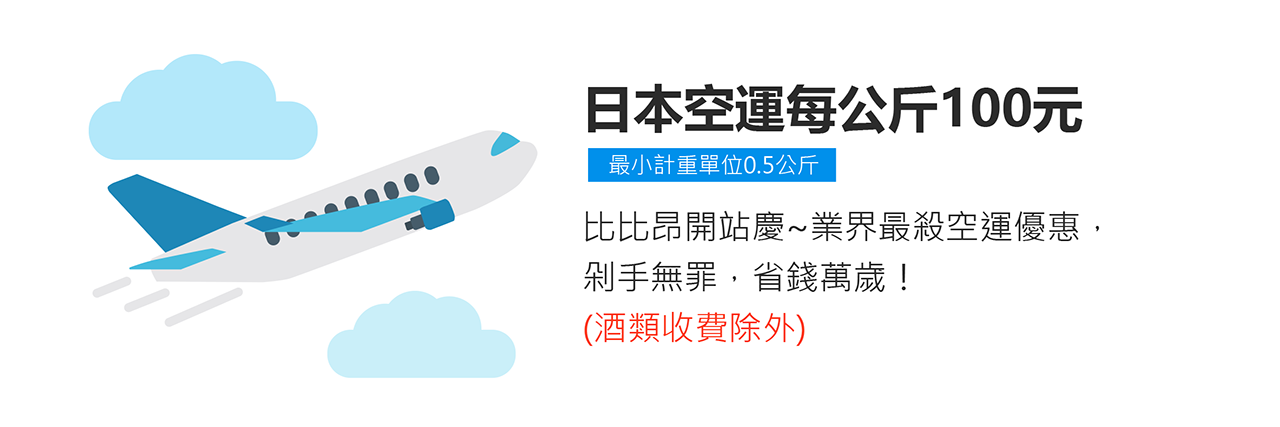 日本空運每公斤100元
最小計重單位0.5公斤
比比昂開站慶~業界最殺空運優惠，
剁手無罪，省錢萬歲！
(酒類收費除外)